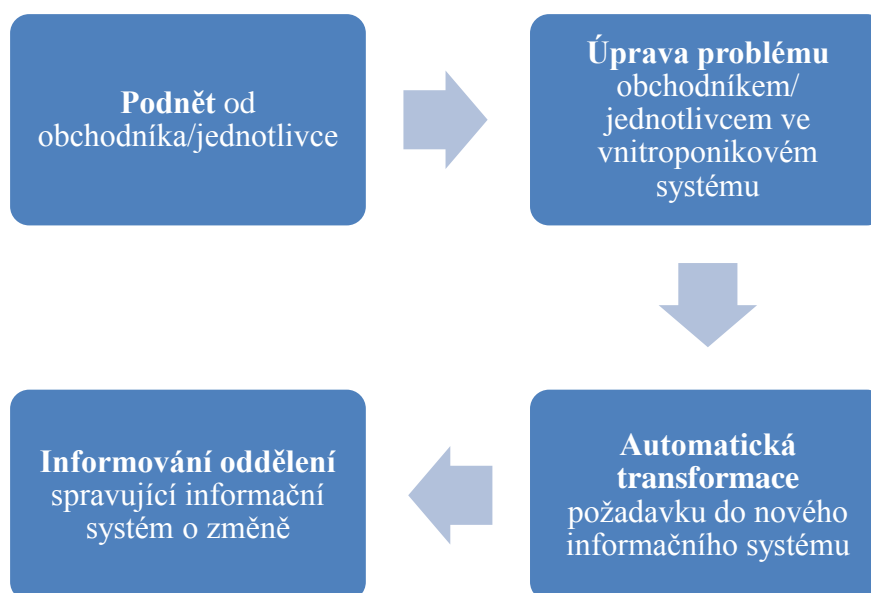 Podnět od
obchodníka/jednotlivce
Úprava problému
obchodníkem/
jednotlivcem ve
vnitroponikovém
systému
Automatická
transformace
požadavku do nového
informačního systému
Informování oddělení
spravující informační
systém o změně